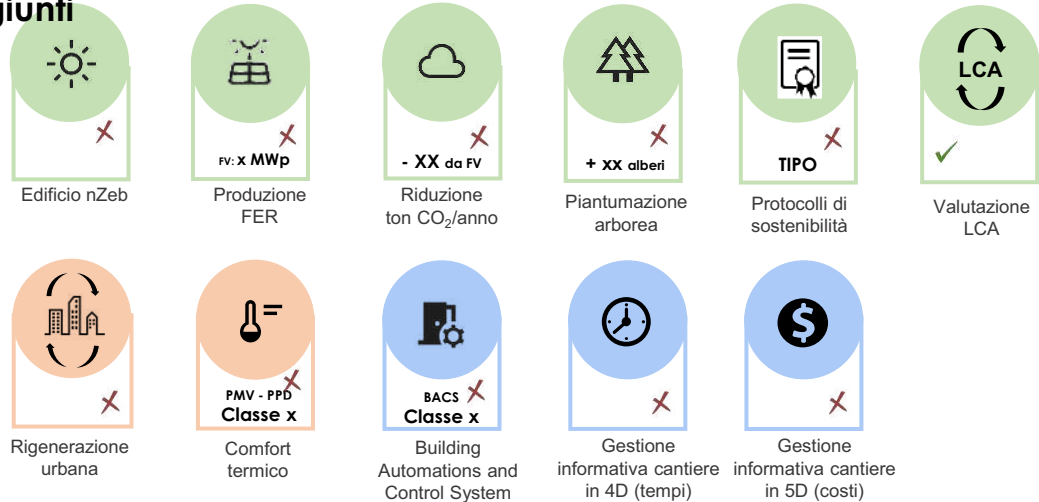 giunti
LCA
FV: x MWp
- XX da FV
+ xx alberi
TIPO
Edificio nZeb
Produzione
FER
Riduzione
ton CO₂/anno
Piantumazione
arborea
Protocolli di
sostenibilità
Valutazione
LCA
PMV - PPD
Classe x
BACS
Classe x
Rigenerazione
urbana
Comfort
termico
Building
Automations and
Control System
Gestione
informativa cantiere
in 4D (tempi)
Gestione
informativa cantiere
in 5D (costi)